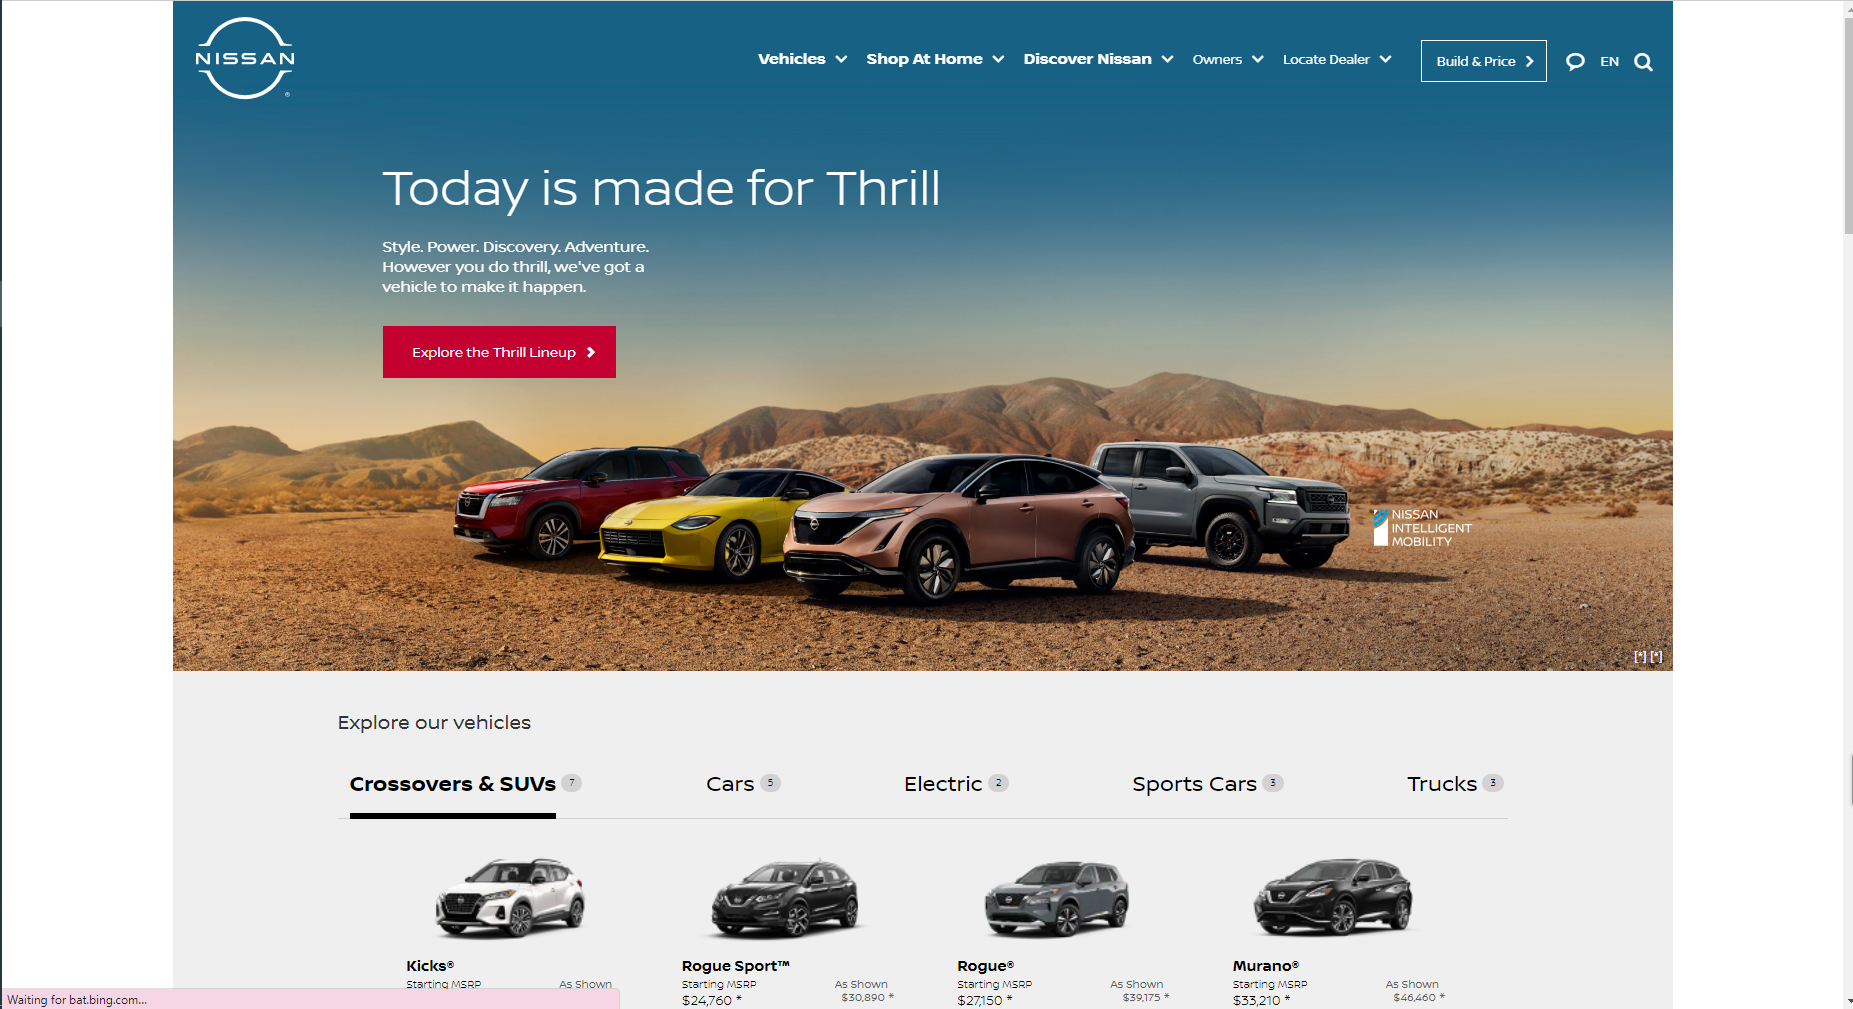 NISSAN
Vehicles
Shop At Home
Discover Nissan
Owners
Locate Dealer
Build & Price
EN
Today is made for Thrill
Style. Power. Discovery. Adventure.
However you do thrill, we've got a
vehicle to make it happen.
Explore the Thrill Lineup
NISSAN
INTELLIGENT
MOBILITY
[*] [*]
Explore our vehicles
Crossovers & SUVs 7
Cars 5
Electric 2
Sports Cars 3
Trucks 3
Kicks®
Starting MSRP
As Shown
Rogue Sport™
Starting MSRP
As Shown
$24,760 *
$30,890 *
Rogue®
Starting MSRP
As Shown
$27,150 *
$39,175 *
Murano®
Starting MSRP
As Shown
$33,210 *
$46,460 *
Waiting for bat.bing.com...